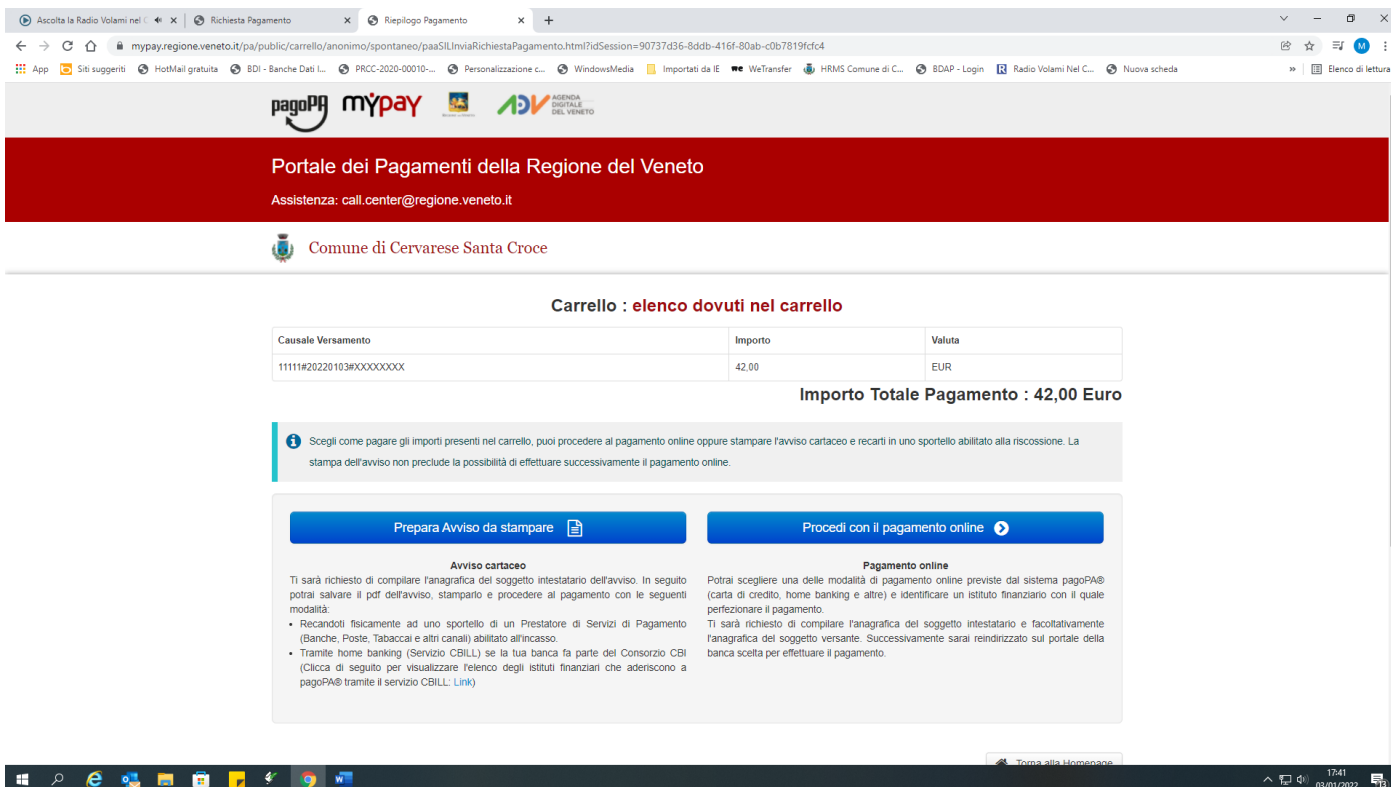 Ascolta la Radio Volami nel C
Richiesta Pagamento
Riepilogo Pagamento
mypay.regione.veneto.it/pa/public/carrello/anonimo/spontaneo/paaSILInviaRichiestaPagamento.html?idSession=90737d36-8ddb-416f-80ab-c0b7819fcfc4
M
App
Siti suggeriti
HotMail gratuita
BDI - Banche Dati I...
PRCC-2020-00010-...
Personalizzazione c...
WindowsMedia
Importati da IE
WeTransfer
HRMS Comune di C...
BDAP - Login
Radio Volami Nel C...
Nuova scheda
»
Elenco di lettura
pagoPA
mypay
AGENDA
DIGITALE
DEL VENETO
Portale dei Pagamenti della Regione del Veneto
Assistenza: call.center@regione.veneto.it
Comune di Cervarese Santa Croce
Carrello : elenco dovuti nel carrello
Causale Versamento Importo Valuta
11111#20220103#XXXXXXXX 42,00 EUR
Importo Totale Pagamento : 42,00 Euro
Scegli come pagare gli importi presenti nel carrello, puoi procedere al pagamento online oppure stampare l'avviso cartaceo e recarti in uno sportello abilitato alla riscossione. La
stampa dell'avviso non preclude la possibilità di effettuare successivamente il pagamento online.
Prepara Avviso da stampare
Avviso cartaceo
Ti sarà richiesto di compilare l'anagrafica del soggetto intestatario dell'avviso. In seguito
potrai salvare il pdf dell'avviso, stamparlo e procedere al pagamento con le seguenti
modalità:
• Recandoti fisicamente ad uno sportello di un Prestatore di Servizi di Pagamento
(Banche, Poste, Tabaccai e altri canali) abilitato all'incasso.
• Tramite home banking (Servizio CBILL) se la tua banca fa parte del Consorzio CBI
(Clicca di seguito per visualizzare l'elenco degli istituti finanziari che aderiscono a
pagoPA® tramite il servizio CBILL: Link)
Procedi con il pagamento online
Pagamento online
Potrai scegliere una delle modalità di pagamento online previste dal sistema pagoPA®
(carta di credito, home banking e altre) e identificare un istituto finanziario con il quale
perfezionare il pagamento.
Ti sarà richiesto di compilare l'anagrafica del soggetto intestatario e facoltativamente
l'anagrafica del soggetto versante. Successivamente sarai reindirizzato sul portale della
banca scelta per effettuare il pagamento.
Torna alla Homepage
17:41
03/01/2022